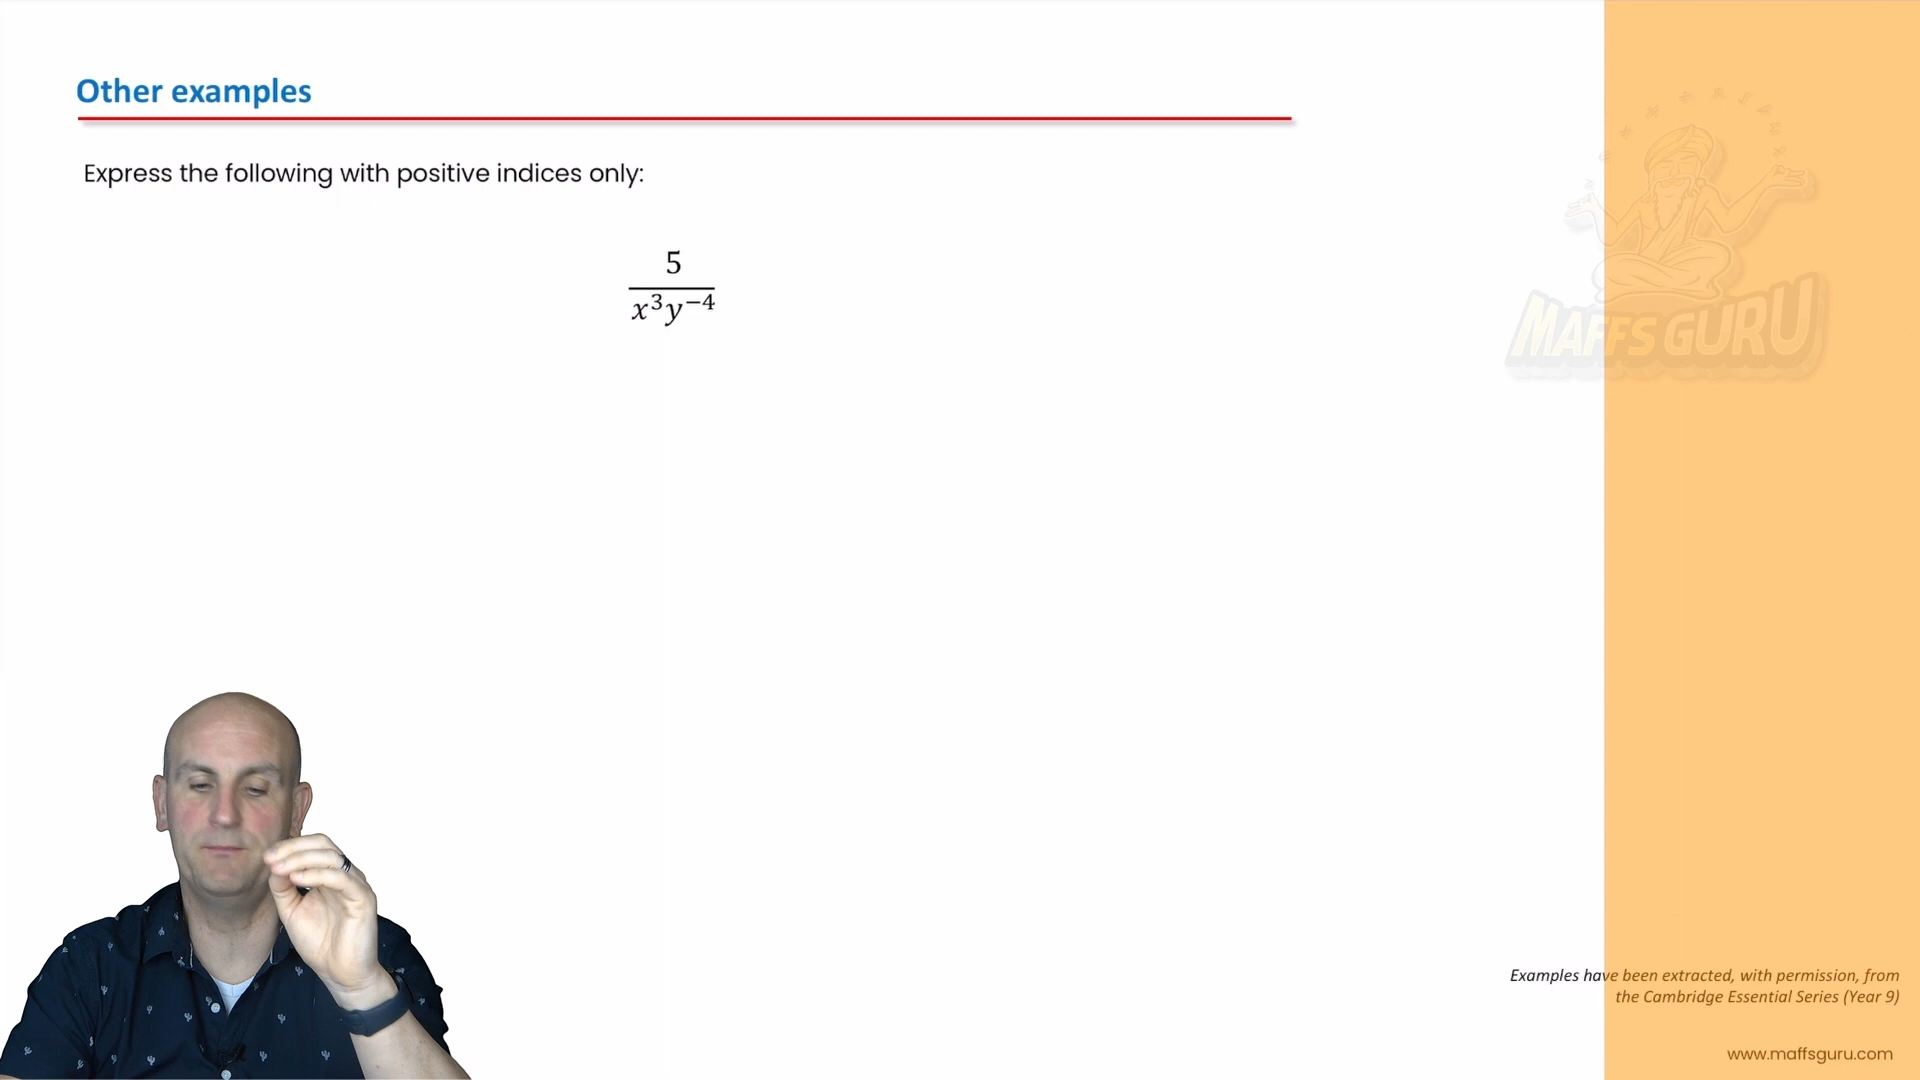 Other examples
Express the following with positive indices only:
5
x³y⁻⁴
MAFFS GURU
Examples have been extracted, with permission, from
the Cambridge Essential Series (Year 9)
www.maffsguru.com